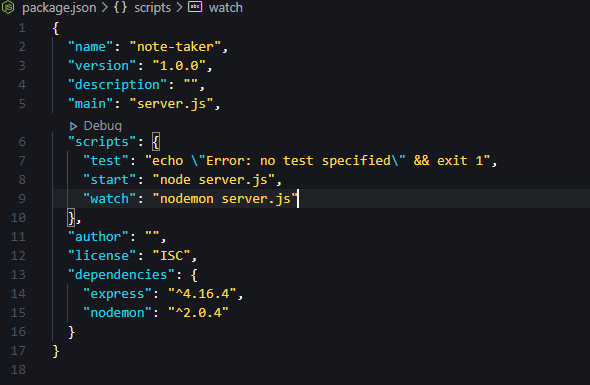 package.json > {} scripts > abc watch
1 {
2 "name": "note-taker",
3 "version": "1.0.0",
4 "description": "",
5 "main": "server.js",
Debug
6 "scripts": {
7 "test": "echo \"Error: no test specified\" && exit 1",
8 "start": "node server.js",
9 "watch": "nodemon server.js"
10 },
11 "author": "",
12 "license": "ISC",
13 "dependencies": {
14 "express": "^4.16.4",
15 "nodemon": "^2.0.4"
16 }
17 }
18